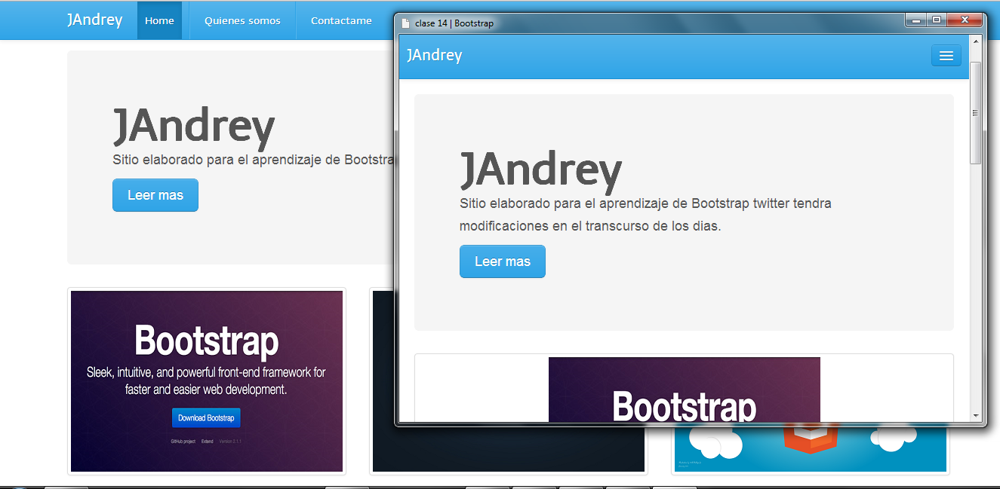 JAndrey
Home
Quienes somos
Contactame
JAndrey
Sitio elaborado para el aprendizaje de Bootstra
Leer mas
Bootstrap
Sleek, intuitive, and powerful front-end framework for
faster and easier web development.
Download Bootstrap
GitHub project Extend Version 2.1.1
clase 14 | Bootstrap
JAndrey
JAndrey
Sitio elaborado para el aprendizaje de Bootstrap twitter tendra
modificaciones en el transcurso de los dias.
Leer mas
Bootstrap